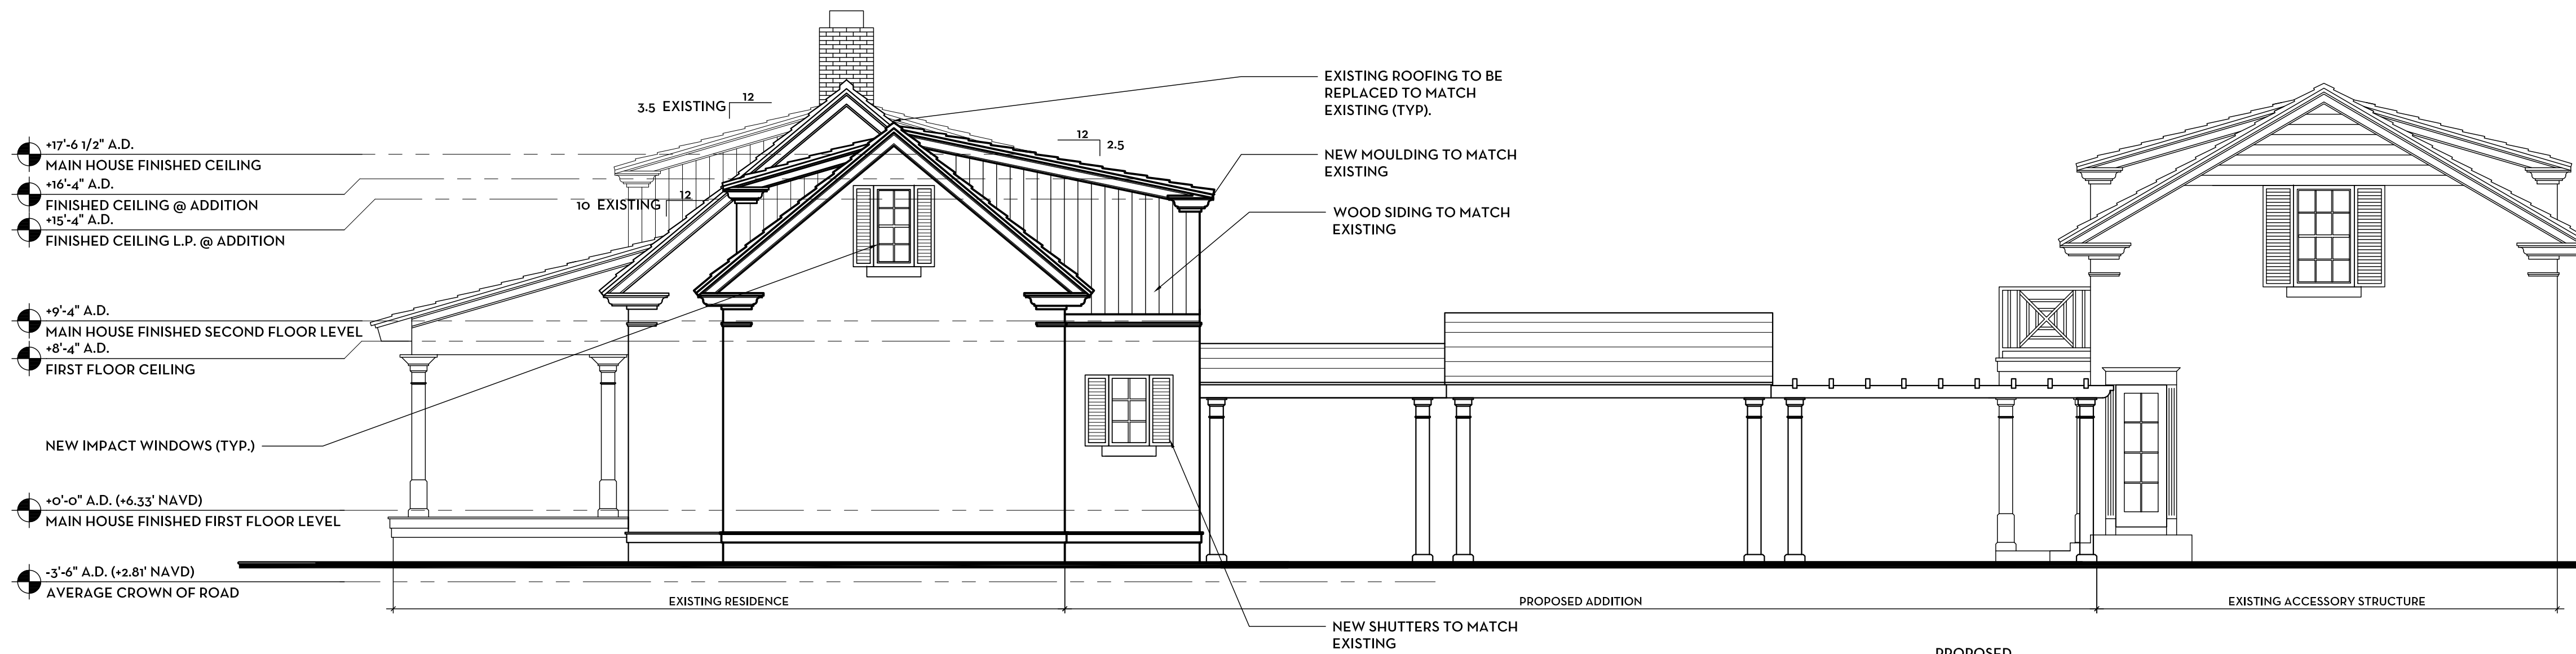 3.5 EXISTING
12
EXISTING ROOFING TO BE
REPLACED TO MATCH
EXISTING (TYP).
12
2.5
NEW MOULDING TO MATCH
EXISTING
WOOD SIDING TO MATCH
EXISTING
10 EXISTING
12
+17'-6 1/2" A.D.
MAIN HOUSE FINISHED CEILING
+16'-4" A.D.
FINISHED CEILING @ ADDITION
+15'-4" A.D.
FINISHED CEILING L.P. @ ADDITION
+9'-4" A.D.
MAIN HOUSE FINISHED SECOND FLOOR LEVEL
+8'-4" A.D.
FIRST FLOOR CEILING
NEW IMPACT WINDOWS (TYP.)
+0'-0" A.D. (+6.33' NAVD)
MAIN HOUSE FINISHED FIRST FLOOR LEVEL
-3'-6" A.D. (+2.81' NAVD)
AVERAGE CROWN OF ROAD
EXISTING RESIDENCE
PROPOSED ADDITION
EXISTING ACCESSORY STRUCTURE
NEW SHUTTERS TO MATCH
EXISTING
PROPOSED